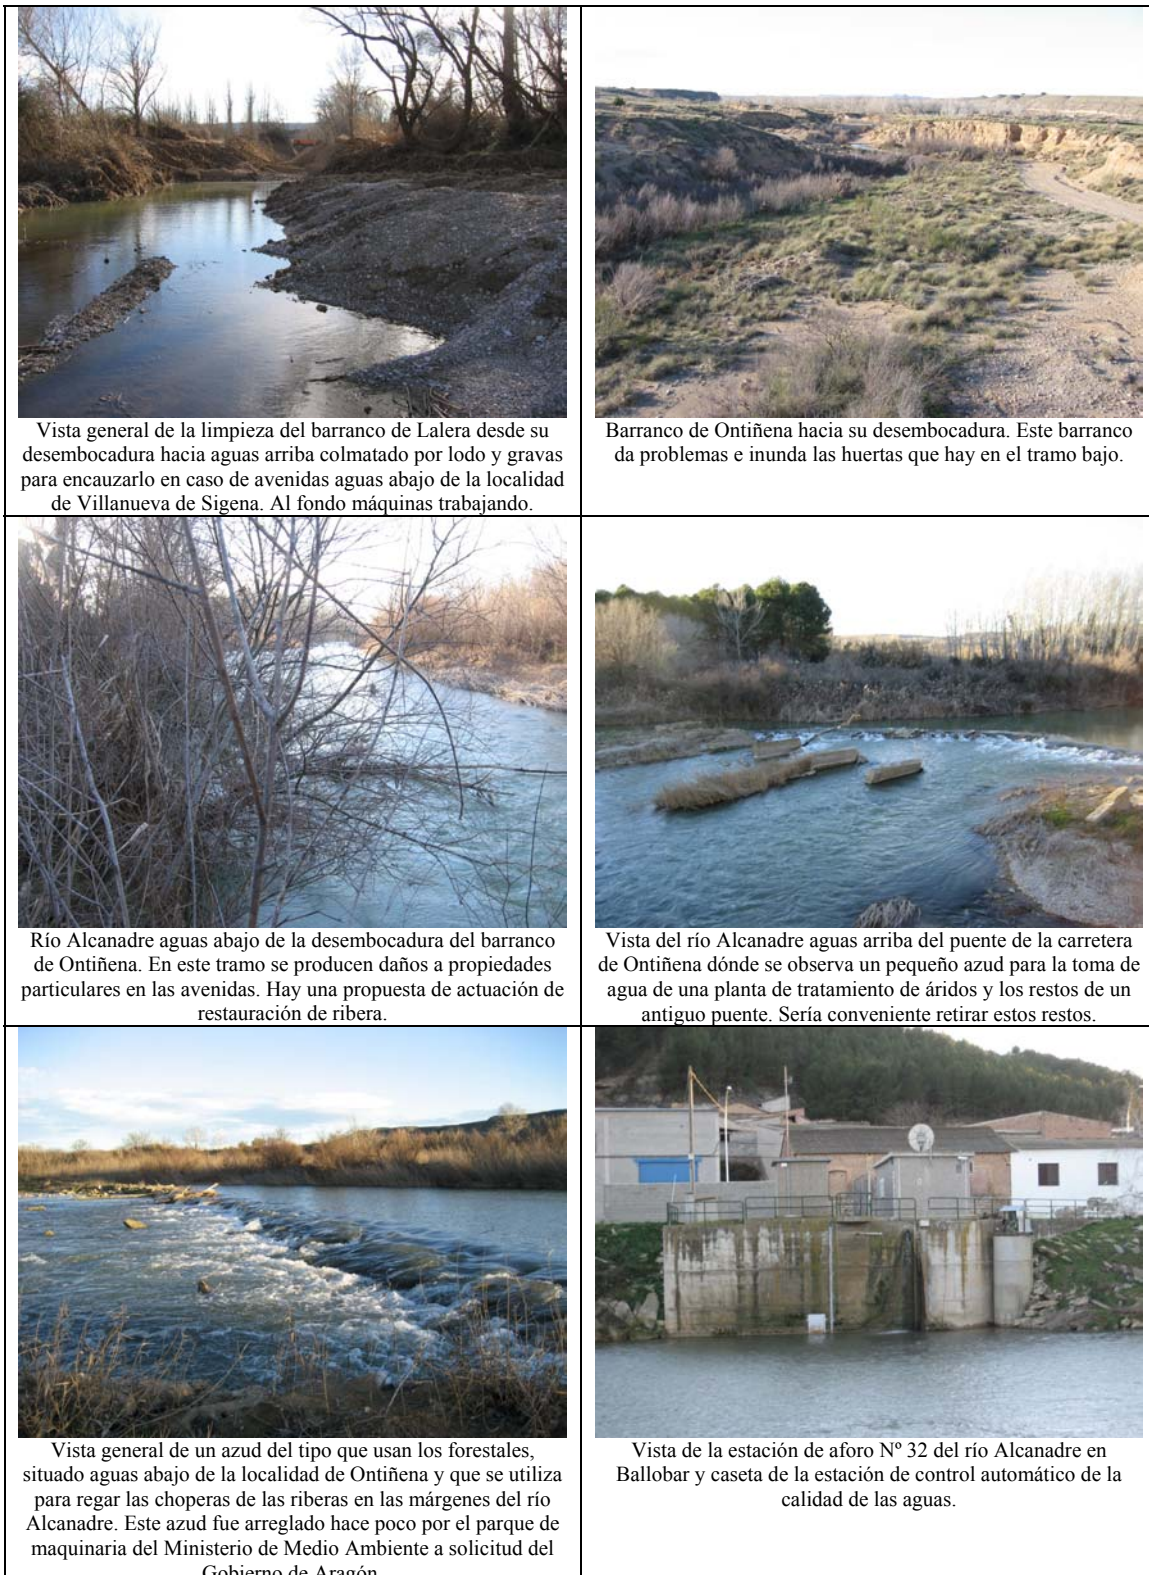 Vista general de la limpieza del barranco de Lalera desde su
desembocadura hacia aguas arriba colmatado por lodo y gravas
para encauzarlo en caso de avenidas aguas abajo de la localidad
de Villanueva de Sigena. Al fondo máquinas trabajando.
Barranco de Ontiñena hacia su desembocadura. Este barranco
da problemas e inunda las huertas que hay en el tramo bajo.
Río Alcanadre aguas abajo de la desembocadura del barranco
de Ontiñena. En este tramo se producen daños a propiedades
particulares en las avenidas. Hay una propuesta de actuación de
restauración de ribera.
Vista del río Alcanadre aguas arriba del puente de la carretera
de Ontiñena dónde se observa un pequeño azud para la toma de
agua de una planta de tratamiento de áridos y los restos de un
antiguo puente. Sería conveniente retirar estos restos.
Vista general de un azud del tipo que usan los forestales,
situado aguas abajo de la localidad de Ontiñena y que se utiliza
para regar las choperas de las riberas en las márgenes del río
Alcanadre. Este azud fue arreglado hace poco por el parque de
maquinaria del Ministerio de Medio Ambiente a solicitud del
Gobierno de Aragón
Vista de la estación de aforo Nº 32 del río Alcanadre en
Ballobar y caseta de la estación de control automático de la
calidad de las aguas.